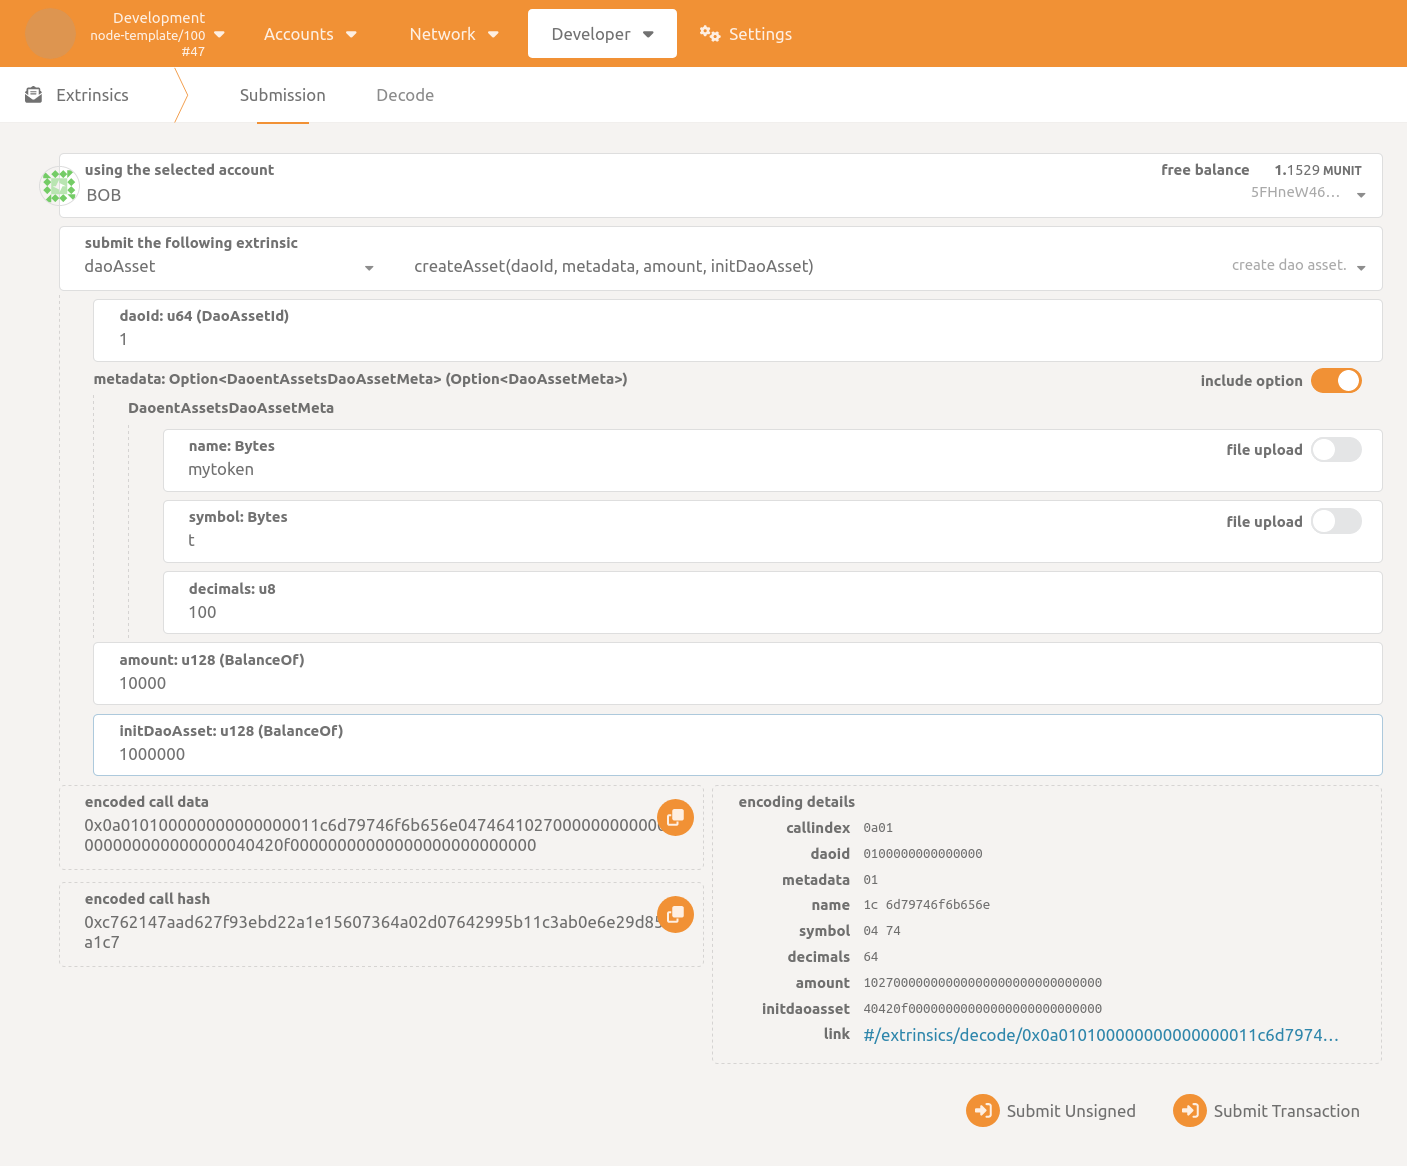 Development
node-template/100
#47
Accounts
Network
Developer
Settings
Extrinsics
Submission
Decode
using the selected account
BOB
free balance 1.1529 MUNIT
5FHneW46...
submit the following extrinsic
daoAsset
createAsset(daoId, metadata, amount, initDaoAsset)
create dao asset.
daoId: u64 (DaoAssetId)
1
metadata: Option<DaoentAssetsDaoAssetMeta> (Option<DaoAssetMeta>)
include option
DaoentAssetsDaoAssetMeta
name: Bytes
mytoken
file upload
symbol: Bytes
t
file upload
decimals: u8
100
amount: u128 (BalanceOf)
10000
initDaoAsset: u128 (BalanceOf)
1000000
encoded call data
encoded call hash
a1c7
encoding details
callindex 0a01
daoid 0100000000000000
metadata 01
name 1c 6d79746f6b656e
symbol 04 74
decimals 64
amount 10270000000000000000000000000000
initdaoasset 40420f00000000000000000000000000
link #/extrinsics/decode/0x0a010100000000000000011c6d7974...
Submit Unsigned
Submit Transaction